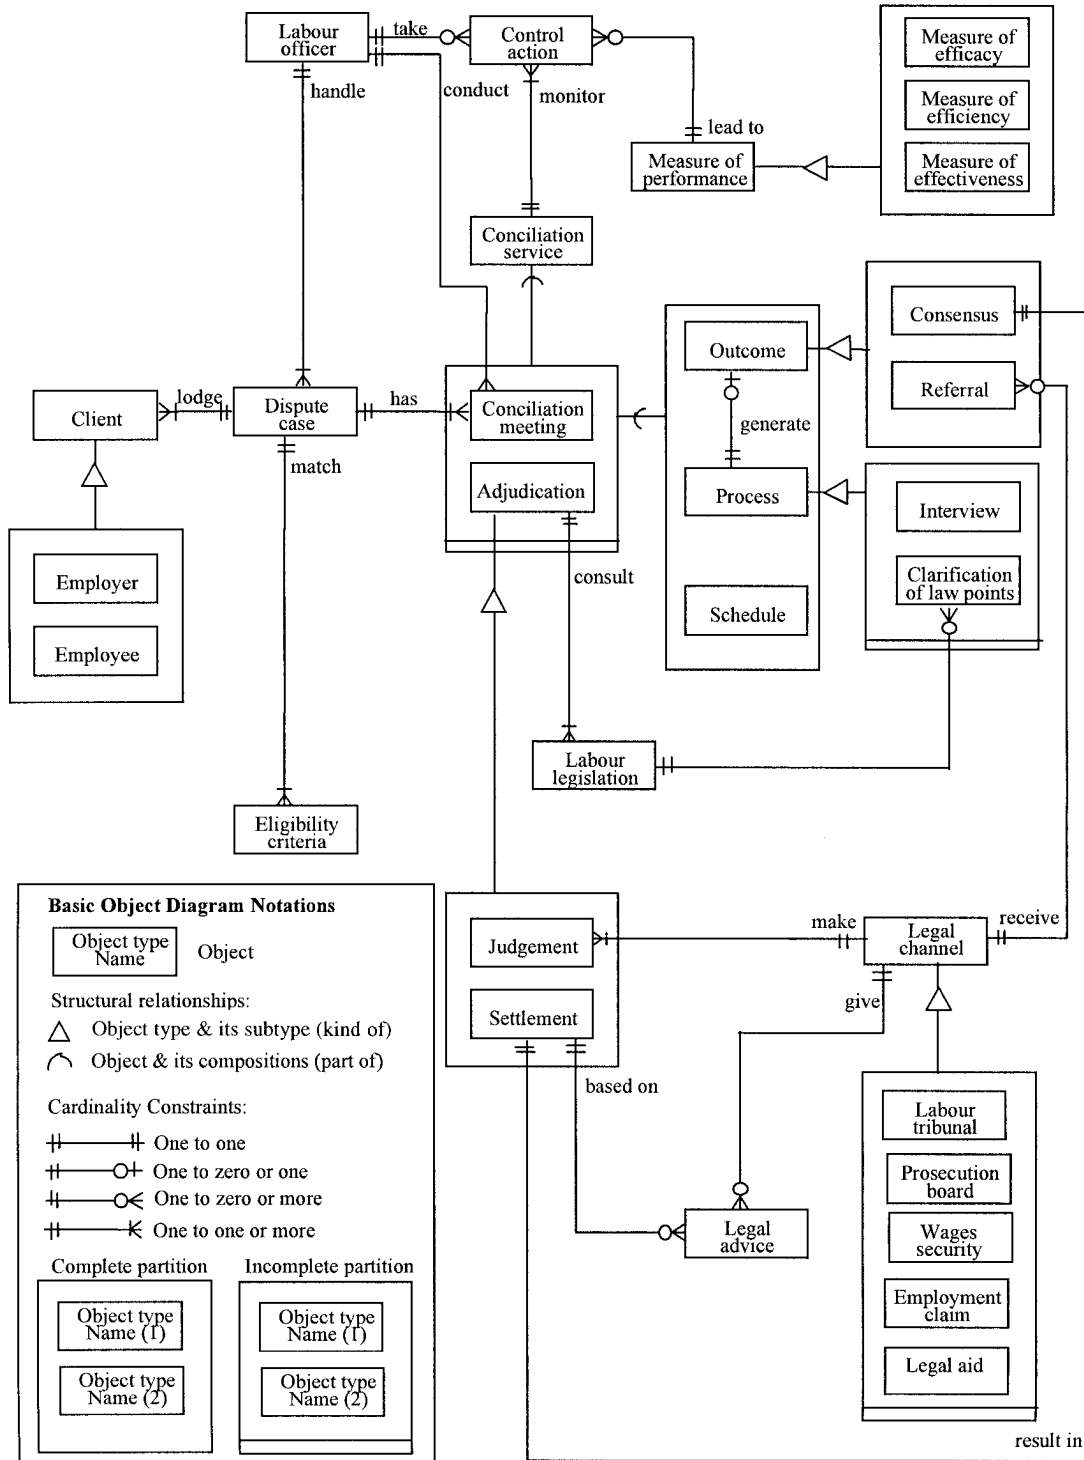 Labour
officer
take
Control
action
Measure of
efficacy
Measure of
efficiency
Measure of
effectiveness
handle
conduct
monitor
lead to
Measure of
performance
Conciliation
service
Consensus
Outcome
Referral
Client
lodge
Dispute
case
has
Conciliation
meeting
generate
match
Adjudication
Process
Interview
Employer
consult
Clarification
of law points
Schedule
Employee
Labour
legislation
Eligibility
criteria
Basic Object Diagram Notations
Object type
Name
Object
Structural relationships:
Object type & its subtype (kind of)
Object & its compositions (part of)
Cardinality Constraints:
One to one
One to zero or one
One to zero or more
One to one or more
Complete partition
Incomplete partition
Object type
Name (1)
Object type
Name (2)
Object type
Name (1)
Object type
Name (2)
Judgement
make
Legal
channel
receive
Settlement
give
based on
Labour
tribunal
Prosecution
board
Legal
advice
Wages
security
Employment
claim
Legal aid
result in